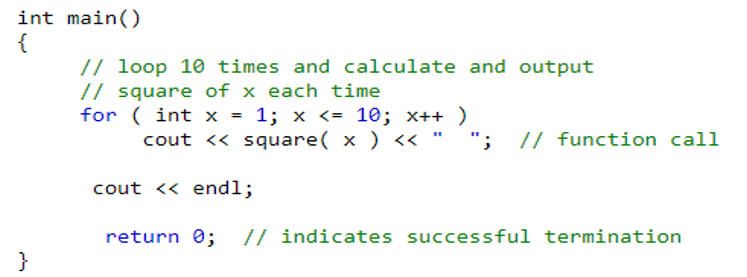 int main()
{
// loop 10 times and calculate and output
// square of x each time
for ( int x = 1; x <= 10; x++ )
cout << square( x ) << "  ";  // function call
cout << endl;
return 0;  // indicates successful termination
}